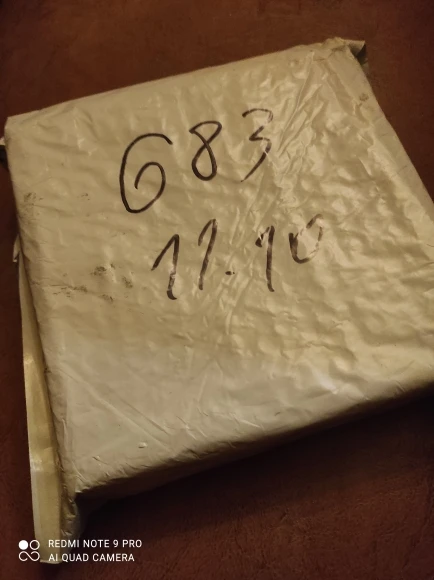 683
11.10
REDMI NOTE 9 PRO
AI QUAD CAMERA